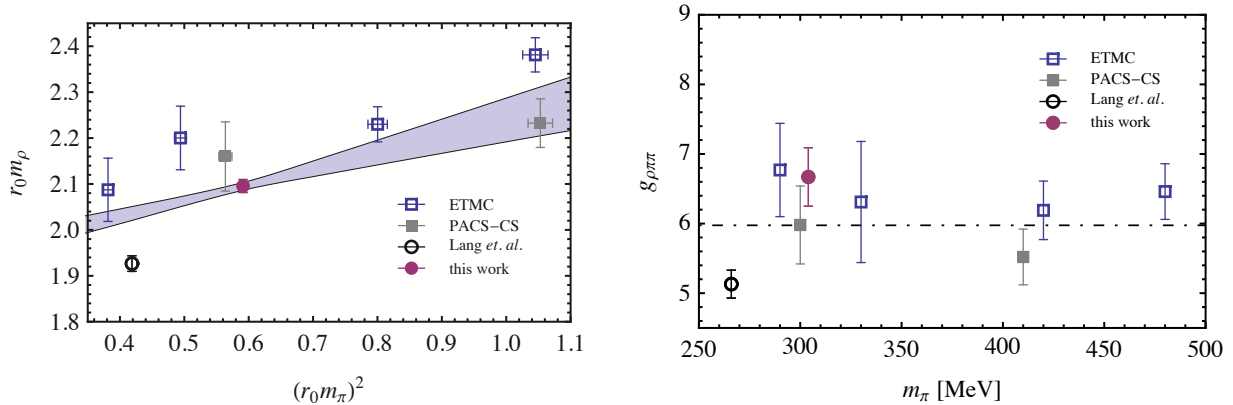 2.4
2.3
2.2
2.1
2.0
1.9
1.8
r₀mρ
ETMC
PACS−CS
Lang et. al.
this work
0.4 0.5 0.6 0.7 0.8 0.9 1.0 1.1
(r₀mπ)²
9
8
7
6
5
gρππ
ETMC
PACS−CS
Lang et. al.
this work
250 300 350 400 450 500
mπ [MeV]